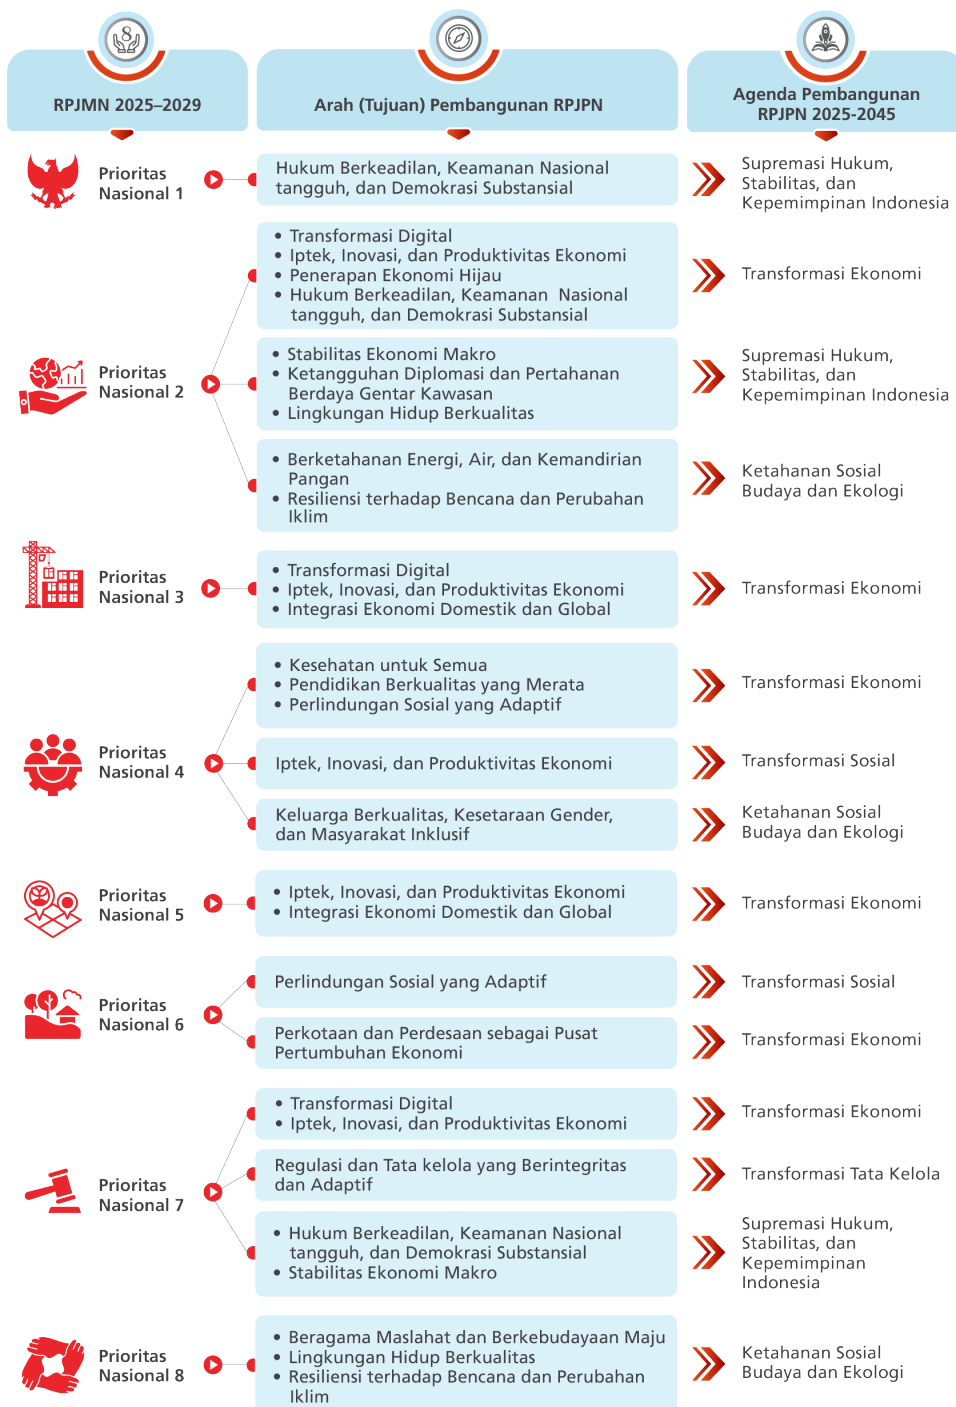 RPJMN 2025–2029
Arah (Tujuan) Pembangunan RPJPN
Agenda Pembangunan
RPJPN 2025-2045
Prioritas
Nasional 1
Hukum Berkeadilan, Keamanan Nasional
tangguh, dan Demokrasi Substansial
Supremasi Hukum,
Stabilitas, dan
Kepemimpinan Indonesia
Prioritas
Nasional 2
• Transformasi Digital
• Iptek, Inovasi, dan Produktivitas Ekonomi
• Penerapan Ekonomi Hijau
• Hukum Berkeadilan, Keamanan Nasional
tangguh, dan Demokrasi Substansial
Transformasi Ekonomi
• Stabilitas Ekonomi Makro
• Ketangguhan Diplomasi dan Pertahanan
Berdaya Gentar Kawasan
• Lingkungan Hidup Berkualitas
Supremasi Hukum,
Stabilitas, dan
Kepemimpinan Indonesia
• Berketahanan Energi, Air, dan Kemandirian
Pangan
• Resiliensi terhadap Bencana dan Perubahan
Iklim
Ketahanan Sosial
Budaya dan Ekologi
Prioritas
Nasional 3
• Transformasi Digital
• Iptek, Inovasi, dan Produktivitas Ekonomi
• Integrasi Ekonomi Domestik dan Global
Transformasi Ekonomi
Prioritas
Nasional 4
• Kesehatan untuk Semua
• Pendidikan Berkualitas yang Merata
• Perlindungan Sosial yang Adaptif
Transformasi Ekonomi
Iptek, Inovasi, dan Produktivitas Ekonomi
Transformasi Sosial
Keluarga Berkualitas, Kesetaraan Gender,
dan Masyarakat Inklusif
Ketahanan Sosial
Budaya dan Ekologi
Prioritas
Nasional 5
• Iptek, Inovasi, dan Produktivitas Ekonomi
• Integrasi Ekonomi Domestik dan Global
Transformasi Ekonomi
Prioritas
Nasional 6
Perlindungan Sosial yang Adaptif
Transformasi Sosial
Perkotaan dan Perdesaan sebagai Pusat
Pertumbuhan Ekonomi
Transformasi Ekonomi
Prioritas
Nasional 7
• Transformasi Digital
• Iptek, Inovasi, dan Produktivitas Ekonomi
Transformasi Ekonomi
Regulasi dan Tata kelola yang Berintegritas
dan Adaptif
Transformasi Tata Kelola
• Hukum Berkeadilan, Keamanan Nasional
tangguh, dan Demokrasi Substansial
• Stabilitas Ekonomi Makro
Supremasi Hukum,
Stabilitas, dan
Kepemimpinan
Indonesia
Prioritas
Nasional 8
• Beragama Maslahat dan Berkebudayaan Maju
• Lingkungan Hidup Berkualitas
• Resiliensi terhadap Bencana dan Perubahan
Iklim
Ketahanan Sosial
Budaya dan Ekologi